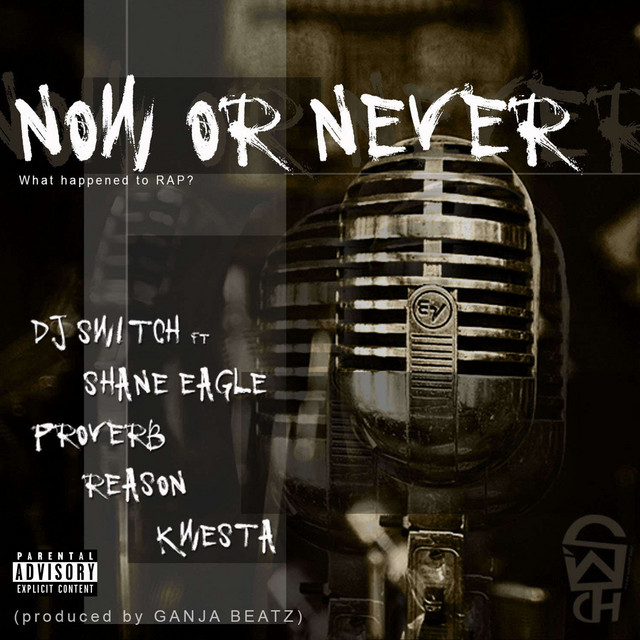 NOW OR NEVER
What happened to RAP?
DJ SWITCH FT
SHANE EAGLE
PROVERB
REASON
KWESTA
PARENTAL
ADVISORY
EXPLICIT CONTENT
(produced by GANJA BEATZ)
SWTCH